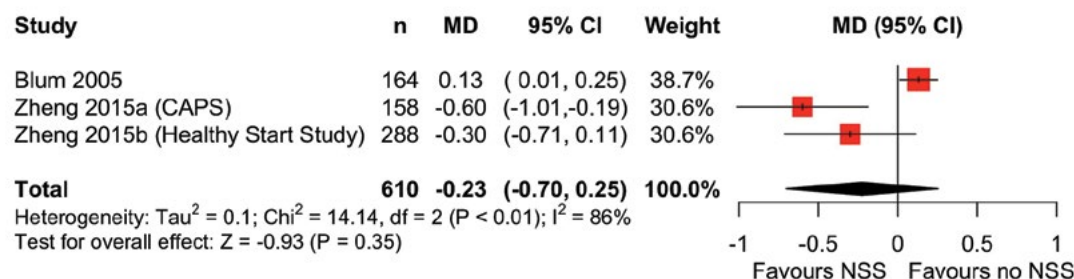 Study n MD 95% CI Weight MD (95% CI)
Blum 2005 164 0.13 ( 0.01, 0.25) 38.7%
Zheng 2015a (CAPS) 158 -0.60 (-1.01,-0.19) 30.6%
Zheng 2015b (Healthy Start Study) 288 -0.30 (-0.71, 0.11) 30.6%
Total 610 -0.23 (-0.70, 0.25) 100.0%
Heterogeneity: Tau² = 0.1; Chi² = 14.14, df = 2 (P < 0.01); I² = 86%
Test for overall effect: Z = -0.93 (P = 0.35)
-1 -0.5 0 0.5 1
Favours NSS Favours no NSS